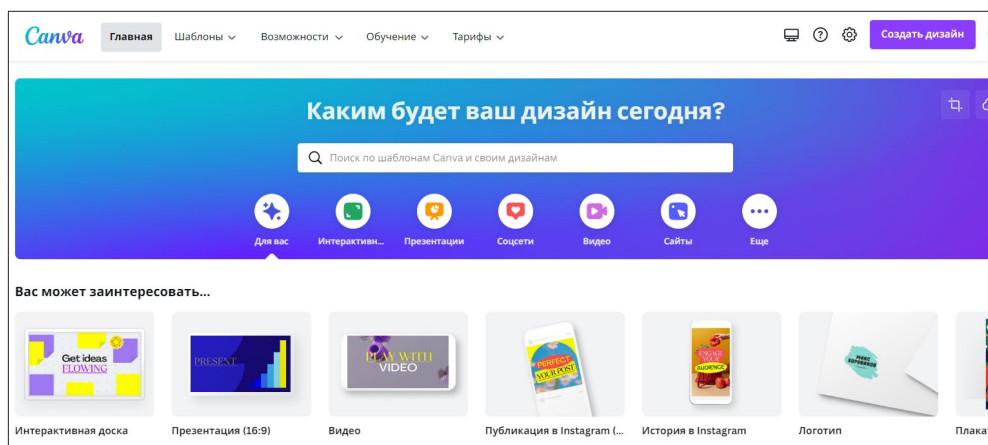 Canva
Главная
Шаблоны
Возможности
Обучение
Тарифы
Создать дизайн
Каким будет ваш дизайн сегодня?
Поиск по шаблонам Canva и своим дизайнам
Для вас
Интерактивн...
Презентации
Соцсети
Видео
Сайты
Еще
Вас может заинтересовать...
Get ideas
FLOWING
PRESENT
PLAY WITH
VIDEO
PERFECT
YOUR POST
ENGAGE
YOUR
AUDIENCE
МАКС
Интерактивная доска
Презентация (16:9)
Видео
Публикация в Instagram (...
История в Instagram
Логотип
Плакат